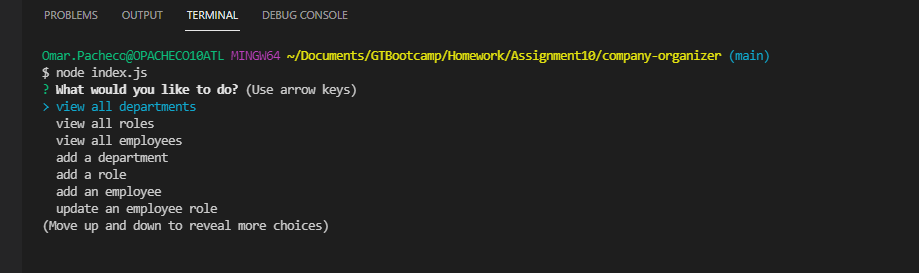 PROBLEMS OUTPUT TERMINAL DEBUG CONSOLE
Omar.Pacheco@OPACHECO10ATL MINGW64 ~/Documents/GTBootcamp/Homework/Assignment10/company-organizer (main)
$ node index.js
? What would you like to do? (Use arrow keys)
> view all departments
view all roles
view all employees
add a department
add a role
add an employee
update an employee role
(Move up and down to reveal more choices)